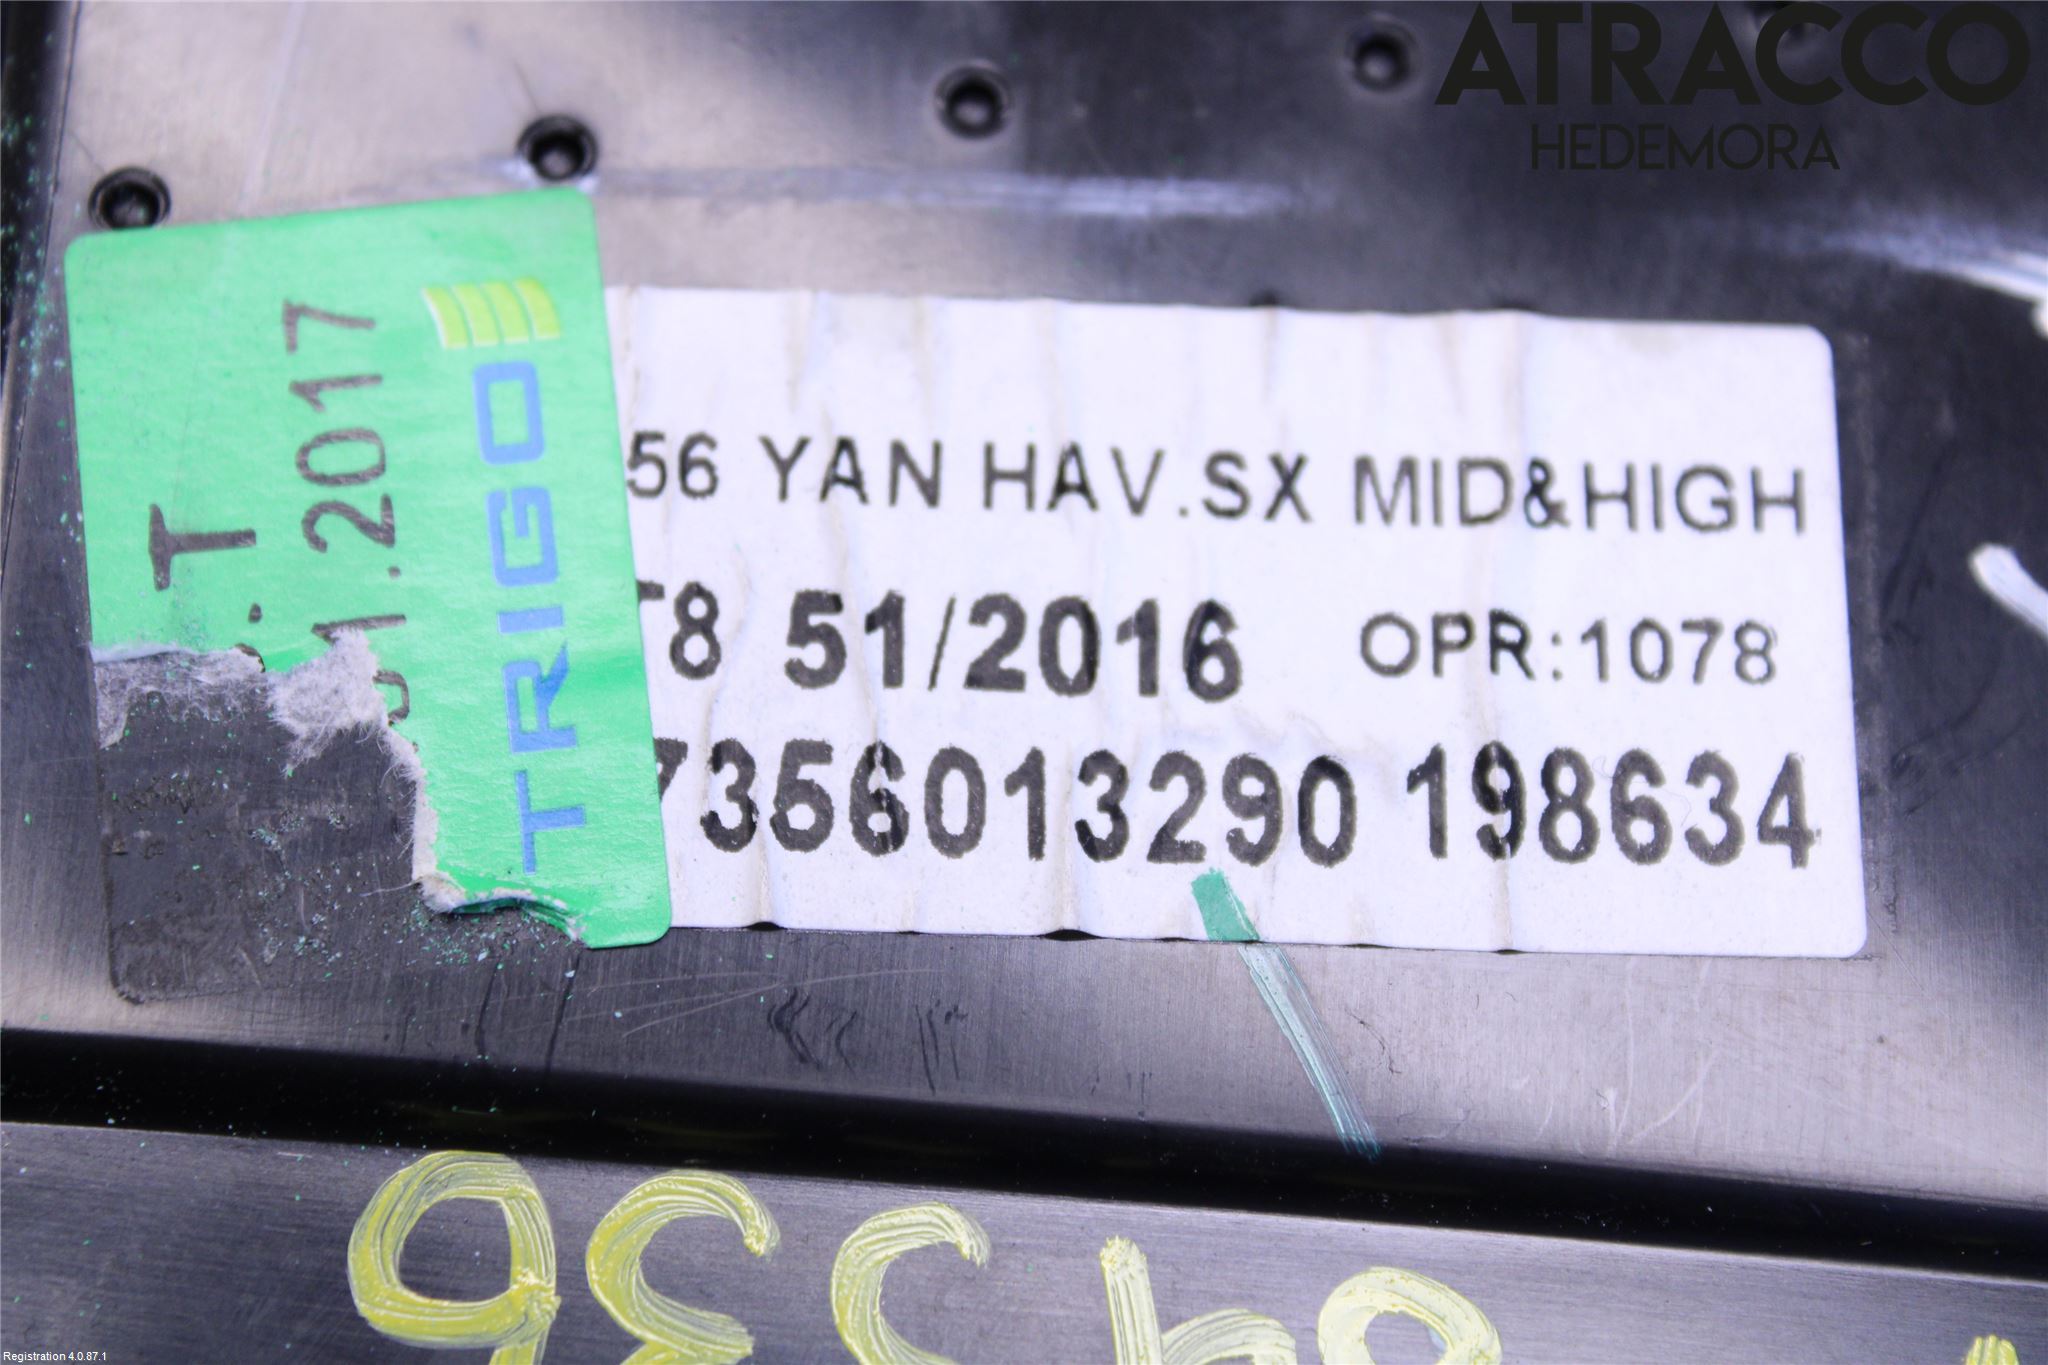 ATRACCO
HEDEMORA
T
.2017
TRIGO
56 YAN HAV.SX MID&HIGH
T8 51/2016 OPR:1078
7356013290 198634
Registration 4.0.87.1